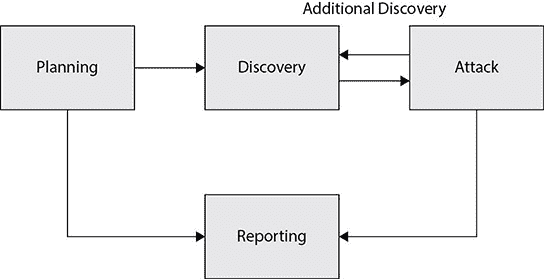 Additional Discovery
Planning
Discovery
Attack
Reporting